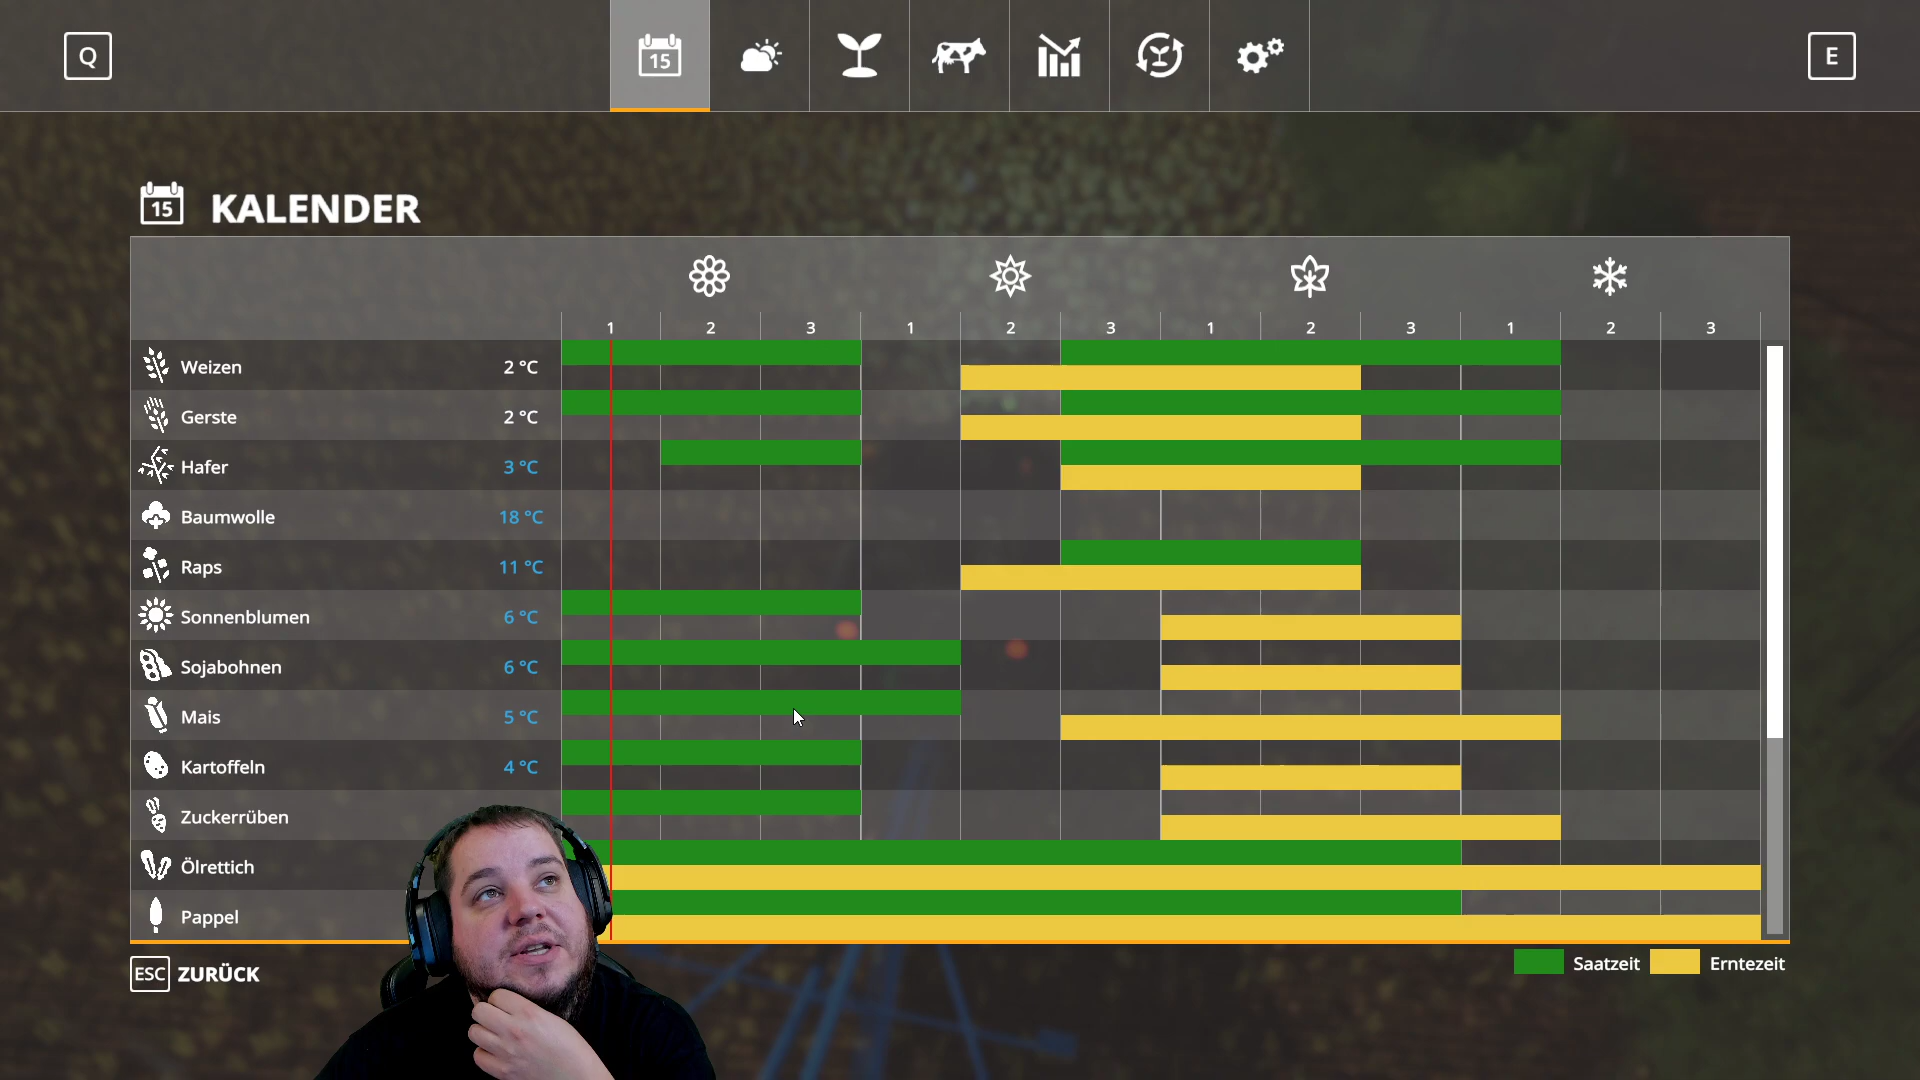 Q
15
E
15 KALENDER
1 2 3 1 2 3 1 2 3 1 2 3
Weizen 2 °C
Gerste 2 °C
Hafer 3 °C
Baumwolle 18 °C
Raps 11 °C
Sonnenblumen 6 °C
Sojabohnen 6 °C
Mais 5 °C
Kartoffeln 4 °C
Zuckerrüben
Ölrettich
Pappel
ESC ZURÜCK
Saatzeit Erntezeit